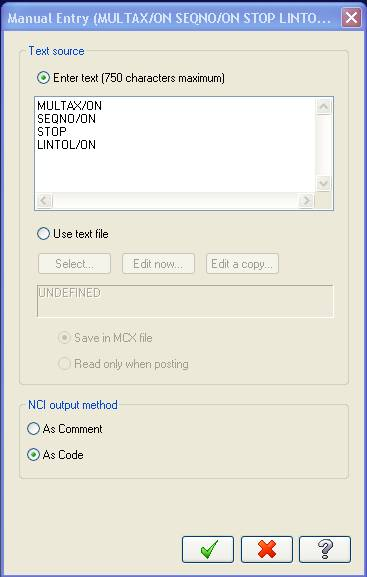 Manual Entry (MULTAX/ON SEQNO/ON STOP LINTO...
Text source
Enter text (750 characters maximum)
MULTAX/ON
SEQNO/ON
STOP
LINTOL/ON
Use text file
Select... Edit now... Edit a copy...
UNDEFINED
Save in MCX file
Read only when posting
NCI output method
As Comment
As Code
?